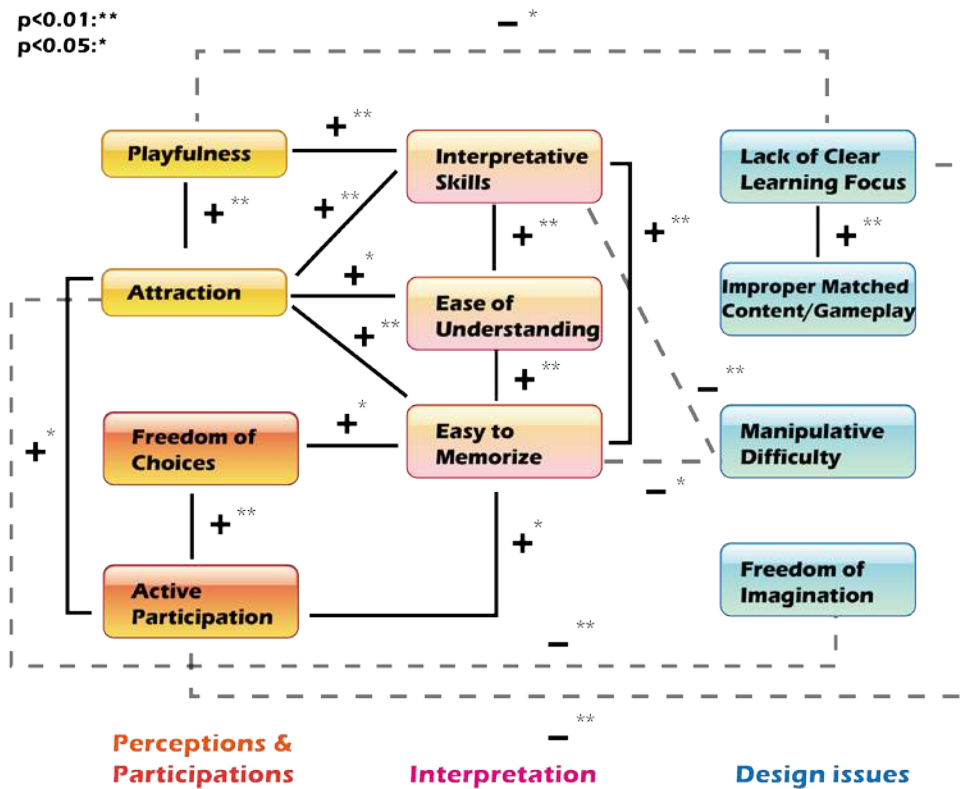 p<0.01:**
p<0.05:*
− *
Playfulness
+ **
Interpretative
Skills
Lack of Clear
Learning Focus
+ **
+ **
+ **
+ **
+ **
Attraction
+ *
Ease of
Understanding
Improper Matched
Content/Gameplay
+ **
+ **
− **
Freedom of
Choices
+ *
Easy to
Memorize
Manipulative
Difficulty
+ *
− *
+ **
+ *
Active
Participation
Freedom of
Imagination
− **
− **
Perceptions &
Participations
Interpretation
Design issues